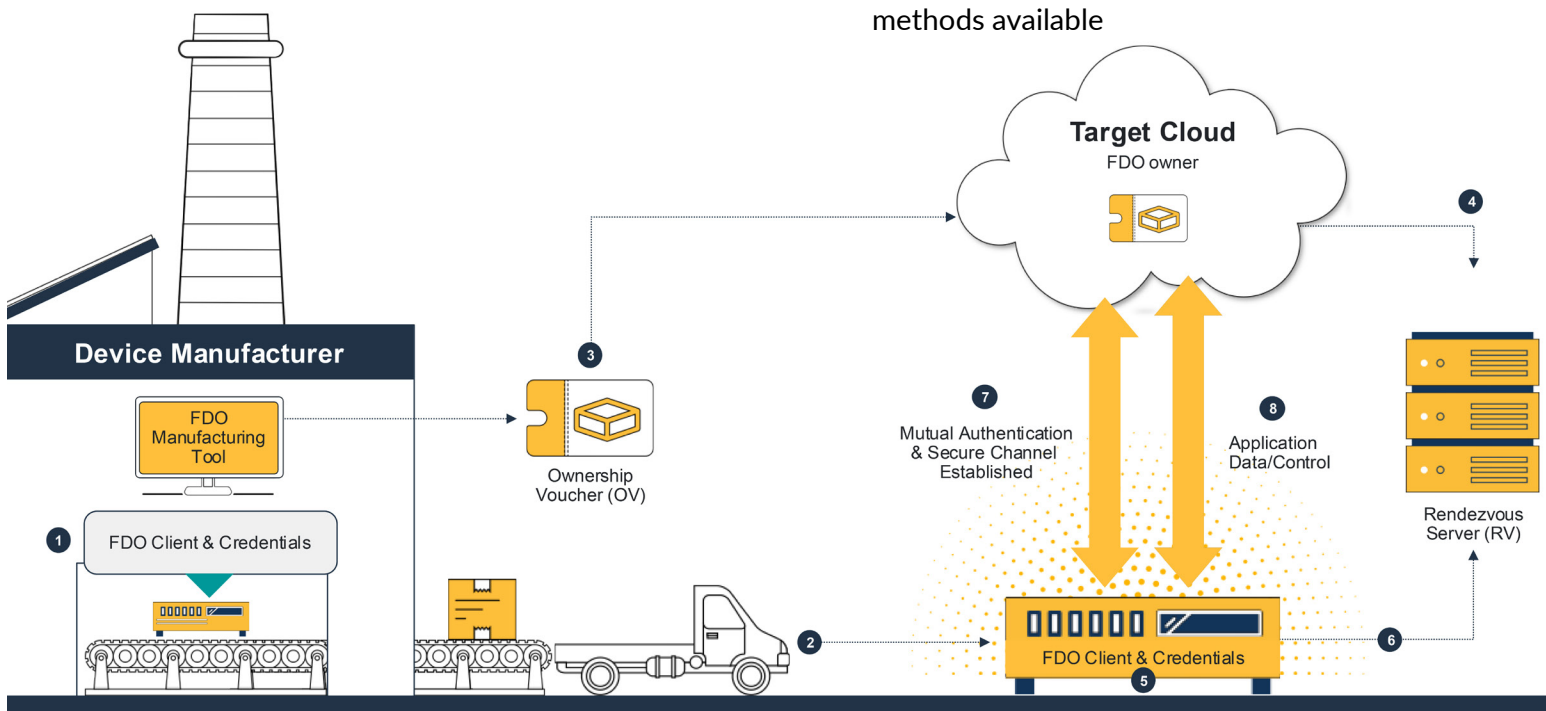 methods available
Target Cloud
FDO owner
4
3
Device Manufacturer
FDO
Manufacturing
Tool
Ownership
Voucher (OV)
7
Mutual Authentication
& Secure Channel
Established
8
Application
Data/Control
Rendezvous
Server (RV)
1
FDO Client & Credentials
2
FDO Client & Credentials
5
6